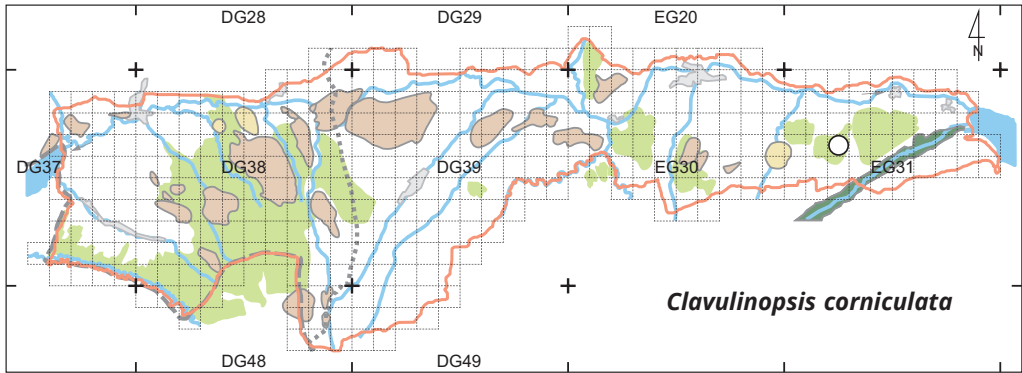 DG28 DG29 EG20
N
DG37 DG38 DG39 EG30 EG31
Clavulinopsis corniculata
DG48 DG49